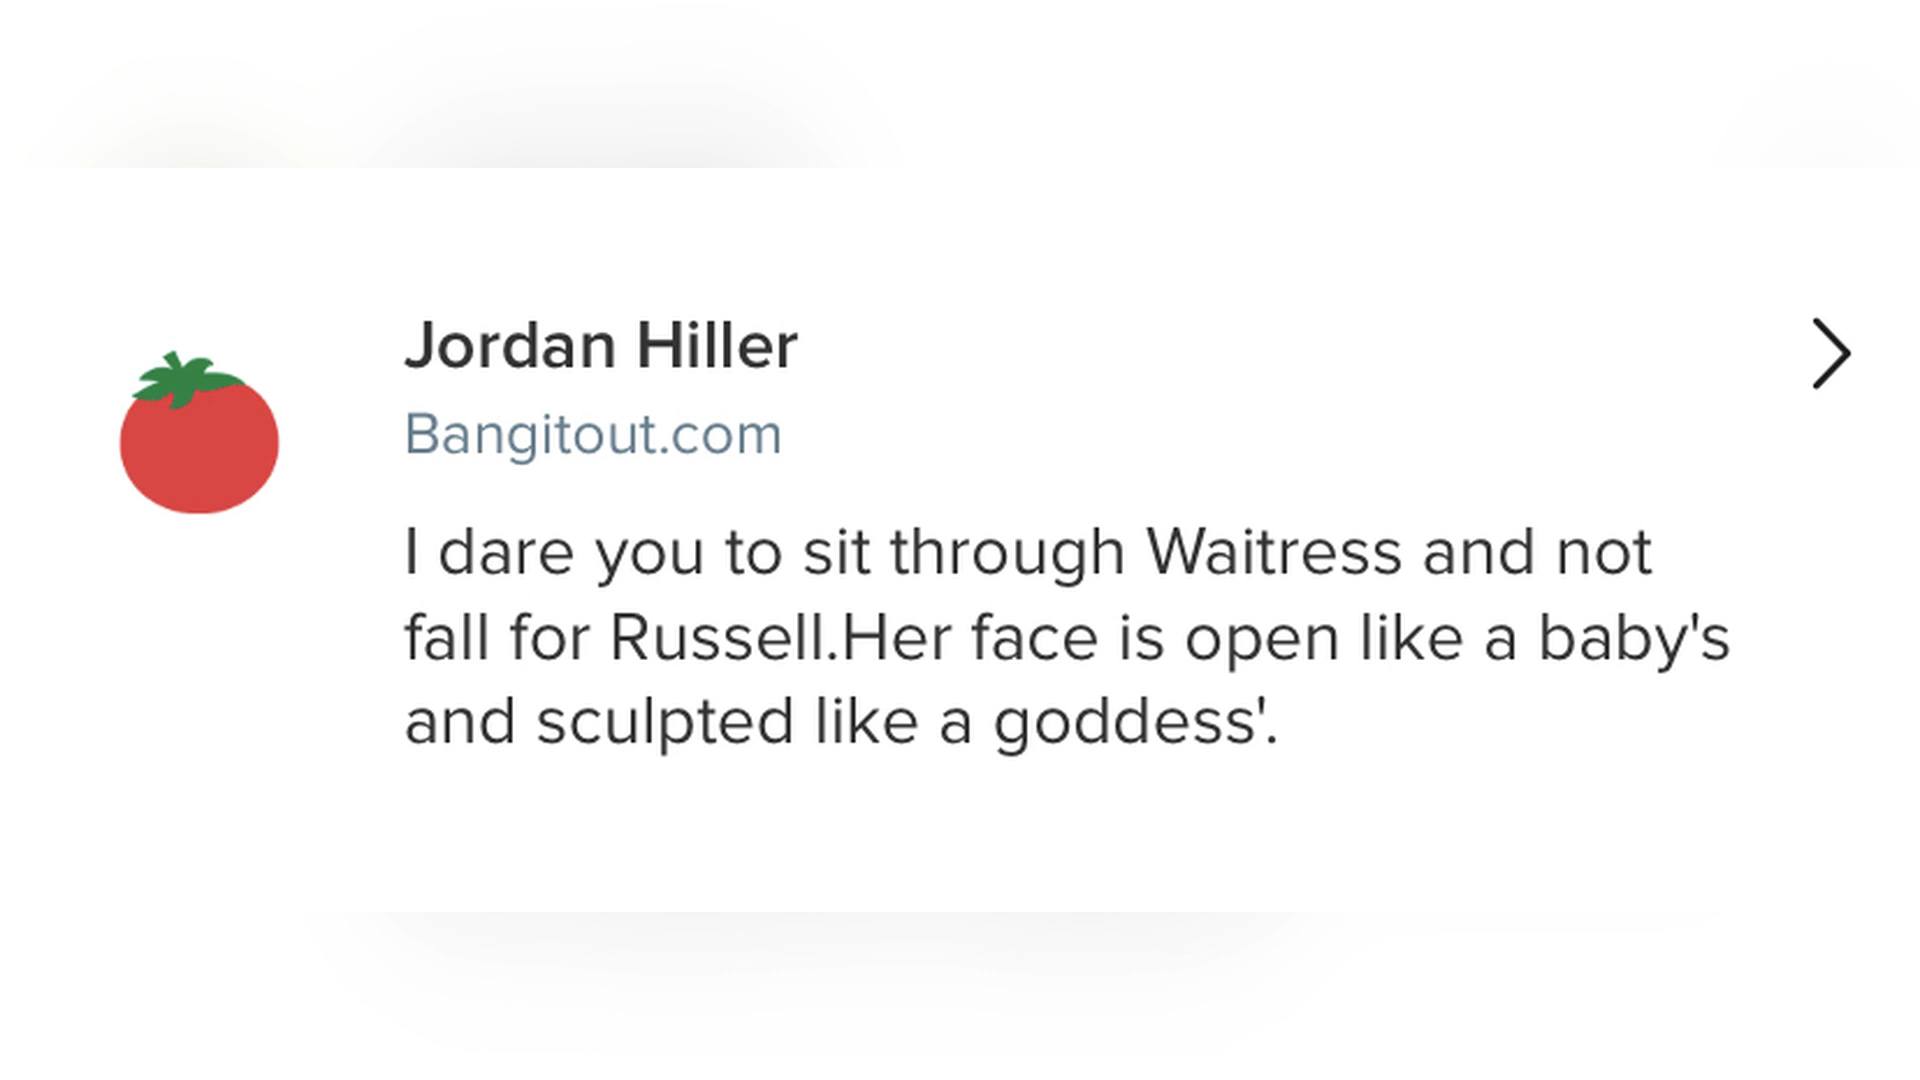 Jordan Hiller
Bangitout.com
I dare you to sit through Waitress and not
fall for Russell.Her face is open like a baby's
and sculpted like a goddess'.